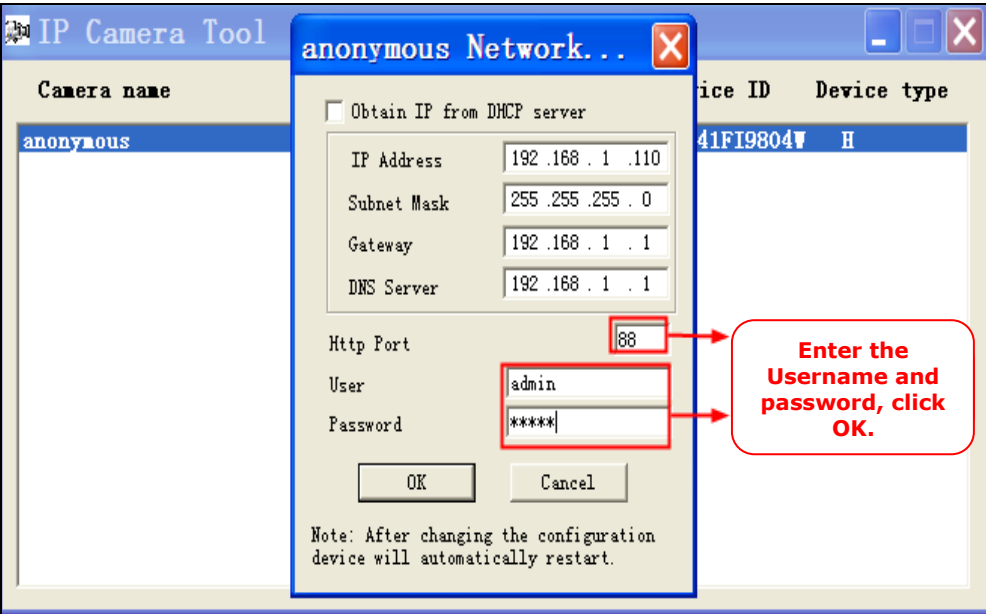 IP Camera Tool
anonymous Network...
Camera name
ice ID Device type
anonymous
41FI9804W H
Obtain IP from DHCP server
IP Address 192 .168 . 1 .110
Subnet Mask 255 .255 .255 . 0
Gateway 192 .168 . 1 . 1
DNS Server 192 .168 . 1 . 1
Http Port 88
User admin
Password *****
Enter the
Username and
password, click
OK.
OK Cancel
Note: After changing the configuration
device will automatically restart.